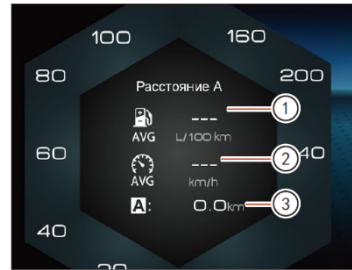 100 160
80 200
Расстояние A
--- 1
AVG L/100 km
60 --- 2 40
AVG km/h
A: 0.0km 3
40